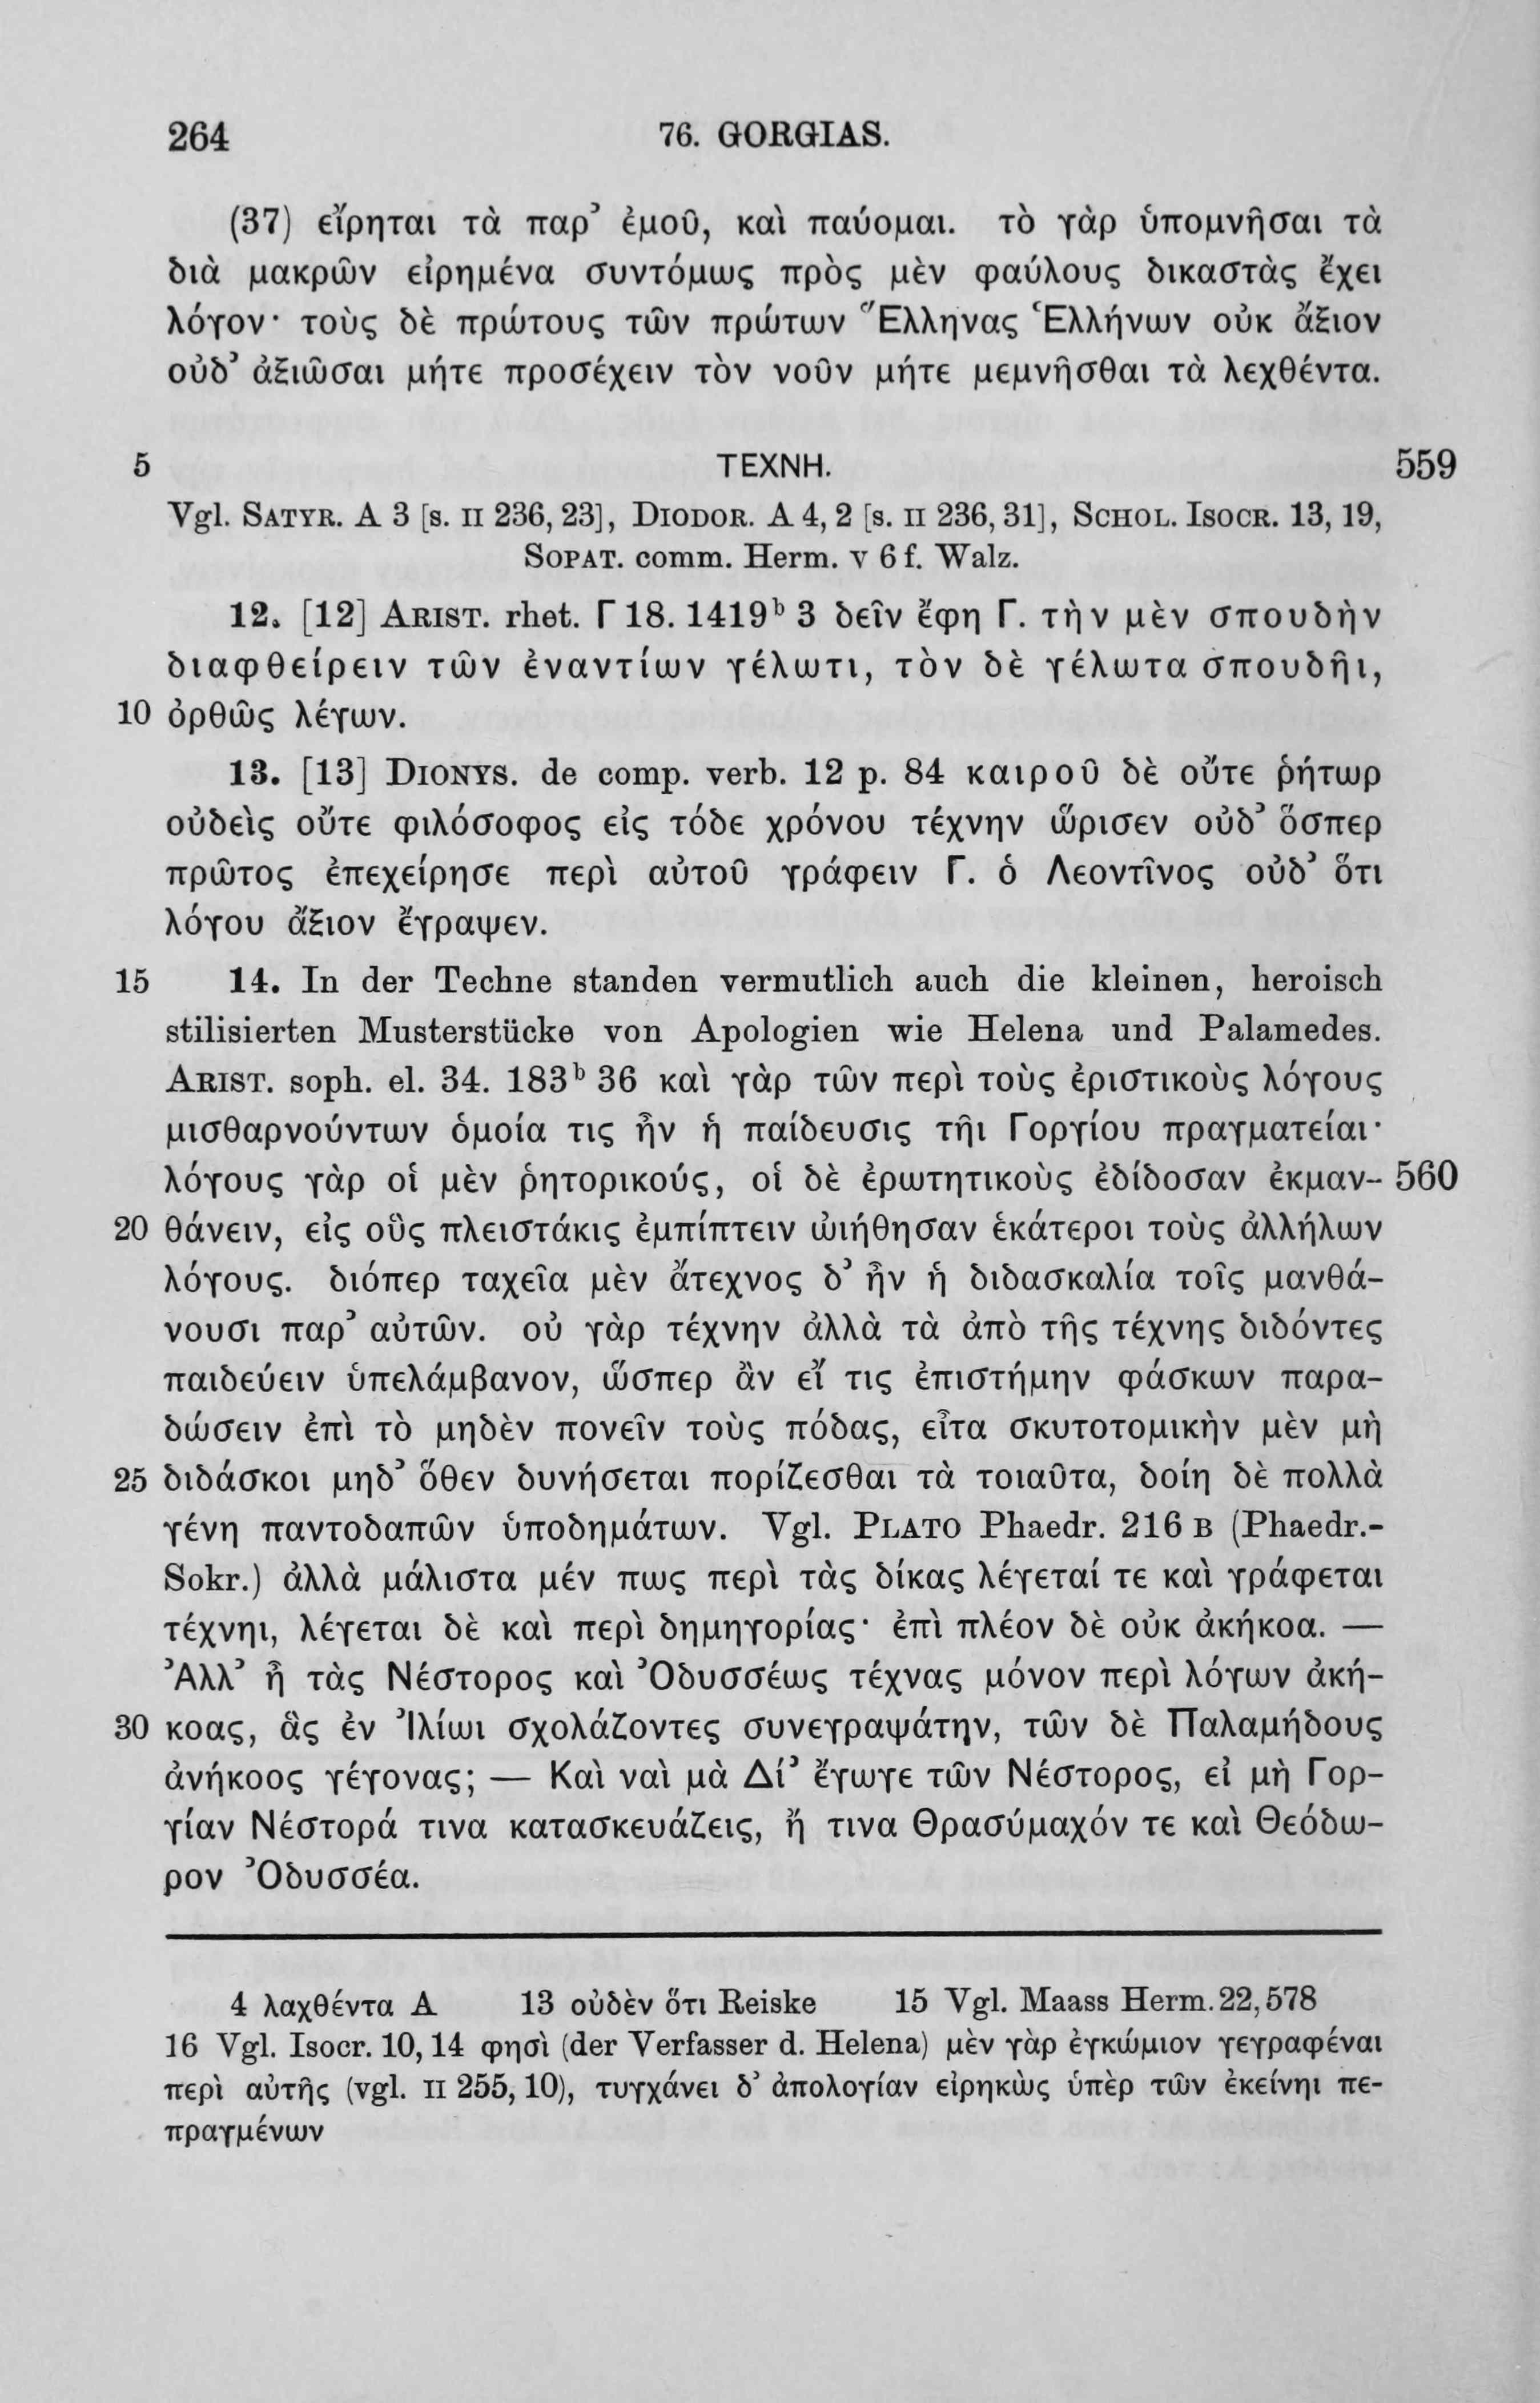 264 76. GORGIAS.
(37) εἴρηται τὰ παρ' ἐμοῦ, καὶ παύομαι. τὸ γὰρ ὑπομνῆσαι τὰ
διὰ μακρῶν εἰρημένα συντόμως πρὸς μὲν φαύλους δικαστὰς ἔχει
λόγον· τοὺς δὲ πρώτους τῶν πρώτων Ἕλληνας Ἑλλήνων οὐκ ἄξιον
οὐδ' ἀξιῶσαι μήτε προσέχειν τὸν νοῦν μήτε μεμνῆσθαι τὰ λεχθέντα.
5 ΤΕΧΝΗ. 559
Vgl. SATYR. A 3 [s. II 236, 23], DIODOR. A 4, 2 [s. II 236, 31], SCHOL. ISOCR. 13, 19,
SOPAT. comm. Herm. V 6 f. Walz.
12. [12] ARIST. rhet. Γ 18. 1419ᵇ 3 δεῖν ἔφη Γ. τὴν μὲν σπουδὴν
διαφθείρειν τῶν ἐναντίων γέλωτι, τὸν δὲ γέλωτα σπουδῆι,
10 ὀρθῶς λέγων.
13. [13] DIONYS. de comp. verb. 12 p. 84 καιροῦ δὲ οὔτε ῥήτωρ
οὐδεὶς οὔτε φιλόσοφος εἰς τόδε χρόνου τέχνην ὥρισεν οὐδ' ὅσπερ
πρῶτος ἐπεχείρησε περὶ αὐτοῦ γράφειν Γ. ὁ Λεοντῖνος οὐδ' ὅτι
λόγου ἄξιον ἔγραψεν.
15 14. In der Techne standen vermutlich auch die kleinen, heroisch
stilisierten Musterstücke von Apologien wie Helena und Palamedes.
ARIST. soph. el. 34. 183ᵇ 36 καὶ γὰρ τῶν περὶ τοὺς ἐριστικοὺς λόγους
μισθαρνούντων ὁμοία τις ἦν ἡ παίδευσις τῆι Γοργίου πραγματείαι·
λόγους γὰρ οἱ μὲν ῥητορικούς, οἱ δὲ ἐρωτητικοὺς ἐδίδοσαν ἐκμαν- 560
20 θάνειν, εἰς οὓς πλειστάκις ἐμπίπτειν ὠιήθησαν ἑκάτεροι τοὺς ἀλλήλων
λόγους. διόπερ ταχεῖα μὲν ἄτεχνος δ' ἦν ἡ διδασκαλία τοῖς μανθά-
νουσι παρ' αὐτῶν. οὐ γὰρ τέχνην ἀλλὰ τὰ ἀπὸ τῆς τέχνης διδόντες
παιδεύειν ὑπελάμβανον, ὥσπερ ἂν εἴ τις ἐπιστήμην φάσκων παρα-
δώσειν ἐπὶ τὸ μηδὲν πονεῖν τοὺς πόδας, εἶτα σκυτοτομικὴν μὲν μὴ
25 διδάσκοι μηδ' ὅθεν δυνήσεται πορίζεσθαι τὰ τοιαῦτα, δοίη δὲ πολλὰ
γένη παντοδαπῶν ὑποδημάτων. Vgl. PLATO Phaedr. 216 B (Phaedr.-
Sokr.) ἀλλὰ μάλιστα μέν πως περὶ τὰς δίκας λέγεταί τε καὶ γράφεται
τέχνηι, λέγεται δὲ καὶ περὶ δημηγορίας· ἐπὶ πλέον δὲ οὐκ ἀκήκοα. —
Ἀλλ' ἦ τὰς Νέστορος καὶ Ὀδυσσέως τέχνας μόνον περὶ λόγων ἀκή-
30 κοας, ἃς ἐν Ἰλίωι σχολάζοντες συνεγραψάτην, τῶν δὲ Παλαμήδους
ἀνήκοος γέγονας; — Καὶ ναὶ μὰ Δί' ἔγωγε τῶν Νέστορος, εἰ μὴ Γορ-
γίαν Νέστορά τινα κατασκευάζεις, ἤ τινα Θρασύμαχόν τε καὶ Θεόδω-
ρον Ὀδυσσέα.
4 λαχθέντα A 13 οὐδὲν ὅτι Reiske 15 Vgl. Maass Herm. 22, 578
16 Vgl. Isocr. 10, 14 φησὶ (der Verfasser d. Helena) μὲν γὰρ ἐγκώμιον γεγραφέναι
περὶ αὐτῆς (vgl. II 255, 10), τυγχάνει δ' ἀπολογίαν εἰρηκὼς ὑπὲρ τῶν ἐκείνηι πε-
πραγμένων